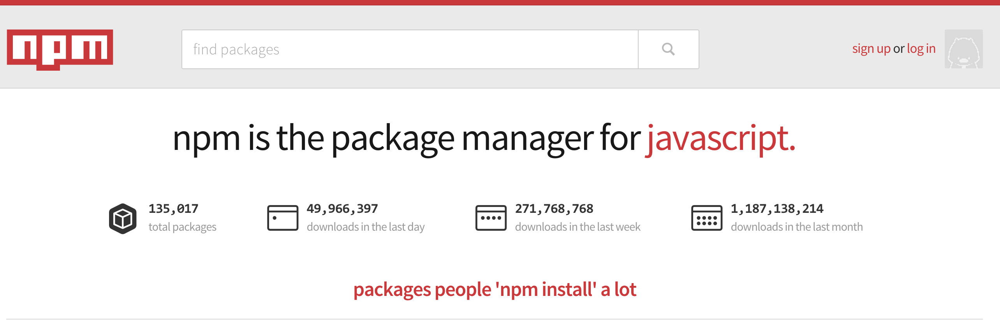 npm
find packages
sign up or log in
npm is the package manager for javascript.
135,017
total packages
49,966,397
downloads in the last day
271,768,768
downloads in the last week
1,187,138,214
downloads in the last month
packages people 'npm install' a lot